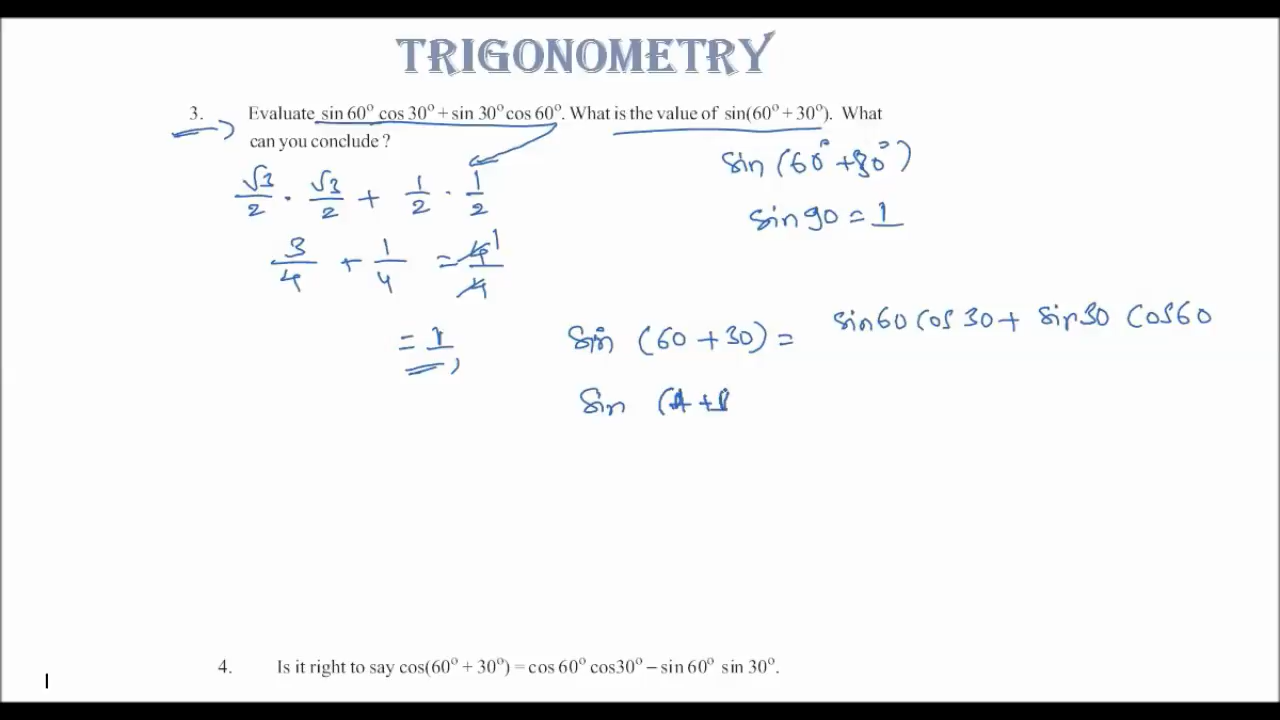 TRIGONOMETRY
3. Evaluate sin 60° cos 30° + sin 30° cos 60°. What is the value of sin(60° + 30°). What
can you conclude ?
sin (60° + 30°)
√3/2 · √3/2 + 1/2 · 1/2
sin 90 = 1
3/4 + 1/4 = 4/4 1
= 1
sin (60 + 30) = sin 60 cos 30 + sin 30 cos 60
sin (A + B
4. Is it right to say cos(60° + 30°) = cos 60° cos30° – sin 60° sin 30°.